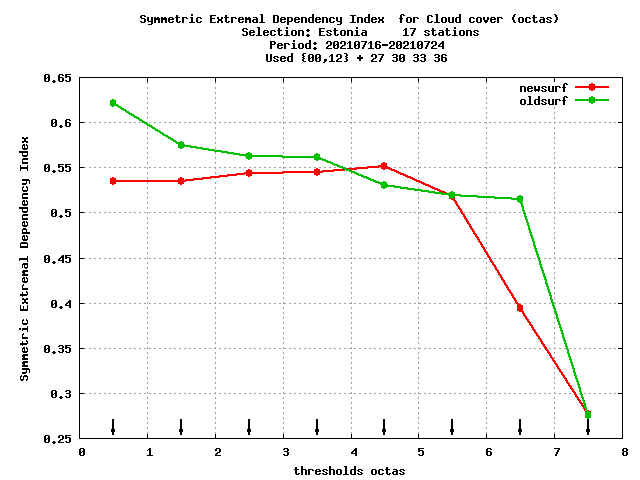 Symmetric Extremal Dependency Index  for Cloud cover (octas)
Selection: Estonia     17 stations
Period: 20210716-20210724
Used {00,12} + 27 30 33 36
newsurf
oldsurf
Symmetric Extremal Dependency Index
0.65
0.6
0.55
0.5
0.45
0.4
0.35
0.3
0.25
0 1 2 3 4 5 6 7 8
thresholds octas